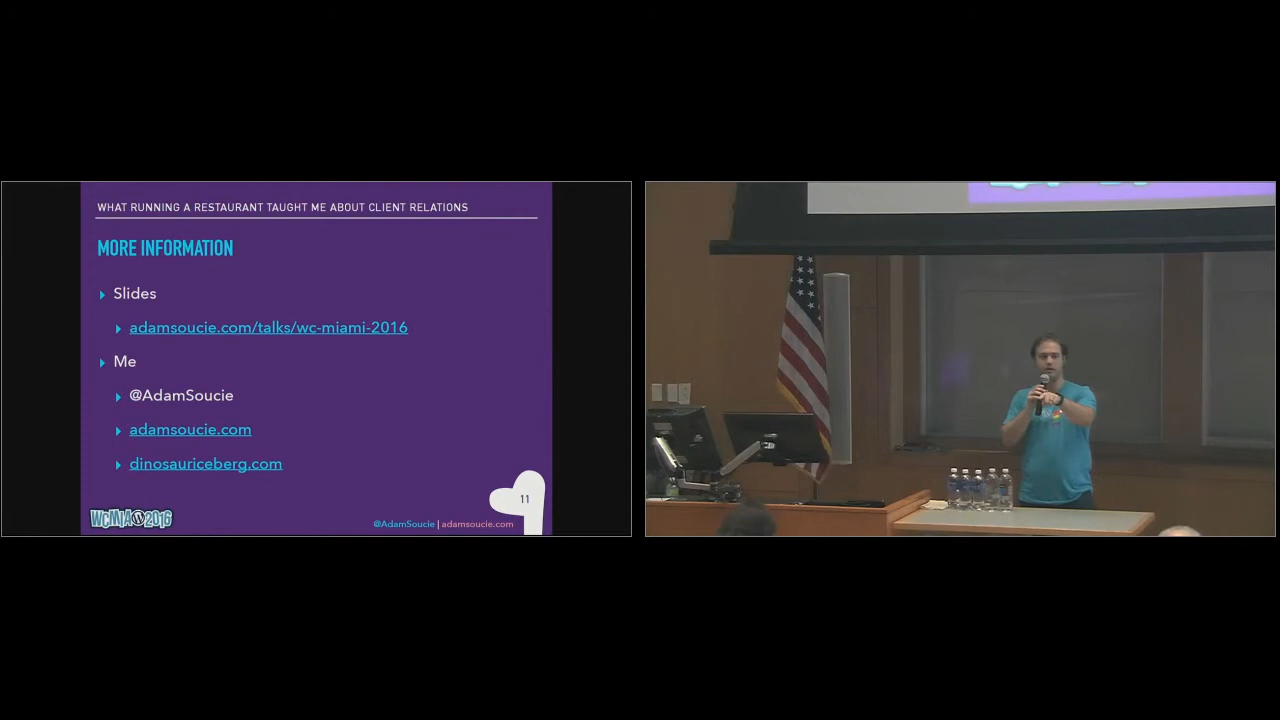 WHAT RUNNING A RESTAURANT TAUGHT ME ABOUT CLIENT RELATIONS
MORE INFORMATION
Slides
adamsoucie.com/talks/wc-miami-2016
Me
@AdamSoucie
adamsoucie.com
dinosauriceberg.com
11
WCMIA 2016
@AdamSoucie | adamsoucie.com